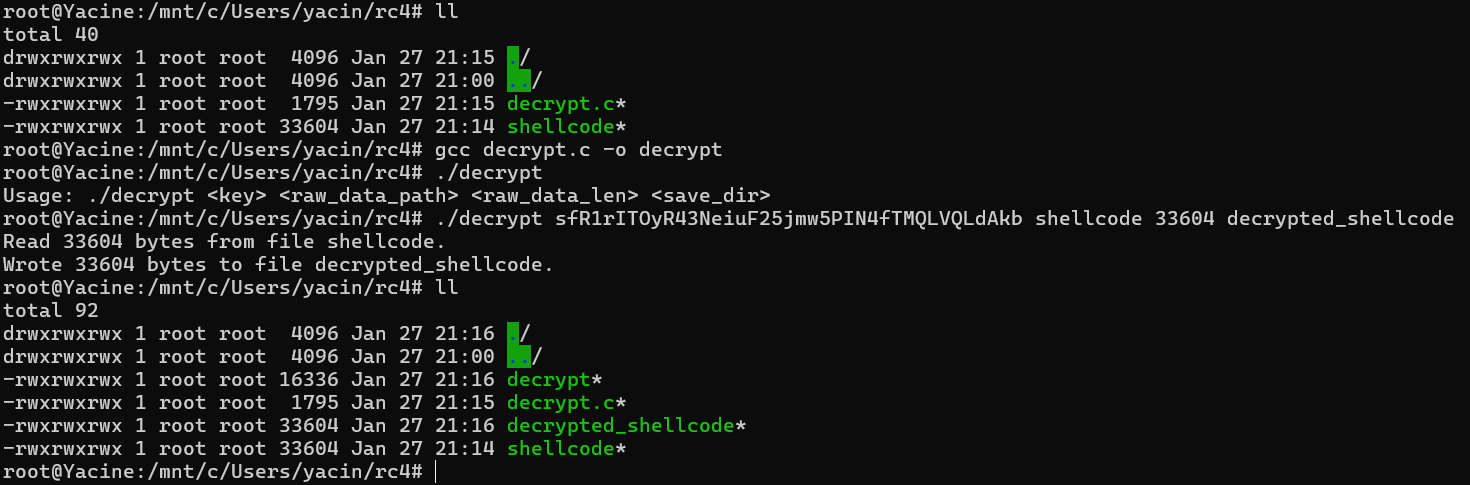 root@Yacine:/mnt/c/Users/yacin/rc4# ll
total 40
drwxrwxrwx 1 root root  4096 Jan 27 21:15 ./
drwxrwxrwx 1 root root  4096 Jan 27 21:00 ../
-rwxrwxrwx 1 root root  1795 Jan 27 21:15 decrypt.c*
-rwxrwxrwx 1 root root 33604 Jan 27 21:14 shellcode*
root@Yacine:/mnt/c/Users/yacin/rc4# gcc decrypt.c -o decrypt
root@Yacine:/mnt/c/Users/yacin/rc4# ./decrypt
Usage: ./decrypt <key> <raw_data_path> <raw_data_len> <save_dir>
root@Yacine:/mnt/c/Users/yacin/rc4# ./decrypt sfR1rITOyR43NeiuF25jmw5PIN4fTMQLVQLdAkb shellcode 33604 decrypted_shellcode
Read 33604 bytes from file shellcode.
Wrote 33604 bytes to file decrypted_shellcode.
root@Yacine:/mnt/c/Users/yacin/rc4# ll
total 92
drwxrwxrwx 1 root root  4096 Jan 27 21:16 ./
drwxrwxrwx 1 root root  4096 Jan 27 21:00 ../
-rwxrwxrwx 1 root root 16336 Jan 27 21:16 decrypt*
-rwxrwxrwx 1 root root  1795 Jan 27 21:15 decrypt.c*
-rwxrwxrwx 1 root root 33604 Jan 27 21:16 decrypted_shellcode*
-rwxrwxrwx 1 root root 33604 Jan 27 21:14 shellcode*
root@Yacine:/mnt/c/Users/yacin/rc4#